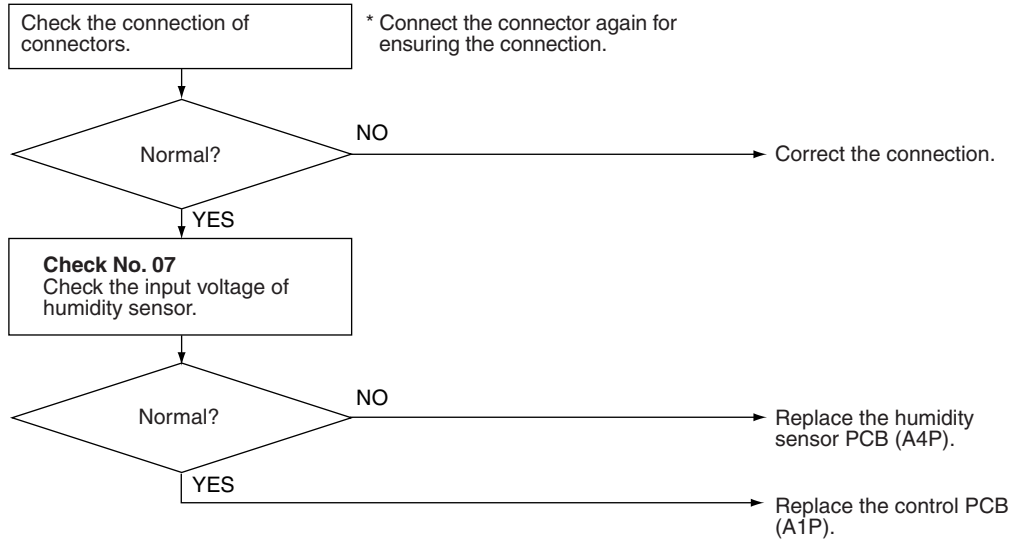 Check the connection of
connectors.
* Connect the connector again for
ensuring the connection.
Normal?
NO
Correct the connection.
YES
Check No. 07
Check the input voltage of
humidity sensor.
Normal?
NO
Replace the humidity
sensor PCB (A4P).
YES
Replace the control PCB
(A1P).